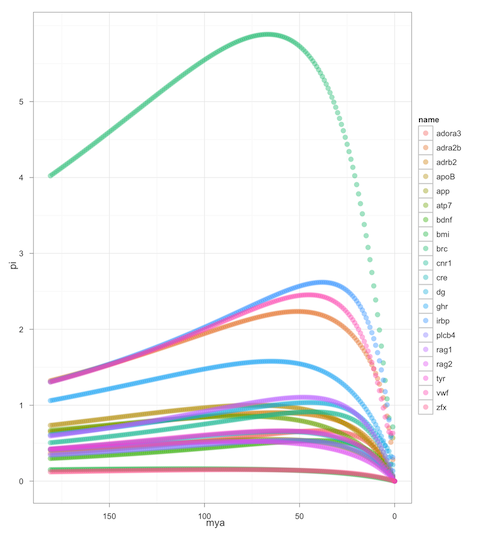 5
4
3
2
1
0
pi
150
100
50
0
mya
name
adora3
adra2b
adrb2
apoB
app
atp7
bdnf
bmi
brc
cnr1
cre
dg
ghr
irbp
plcb4
rag1
rag2
tyr
vwf
zfx